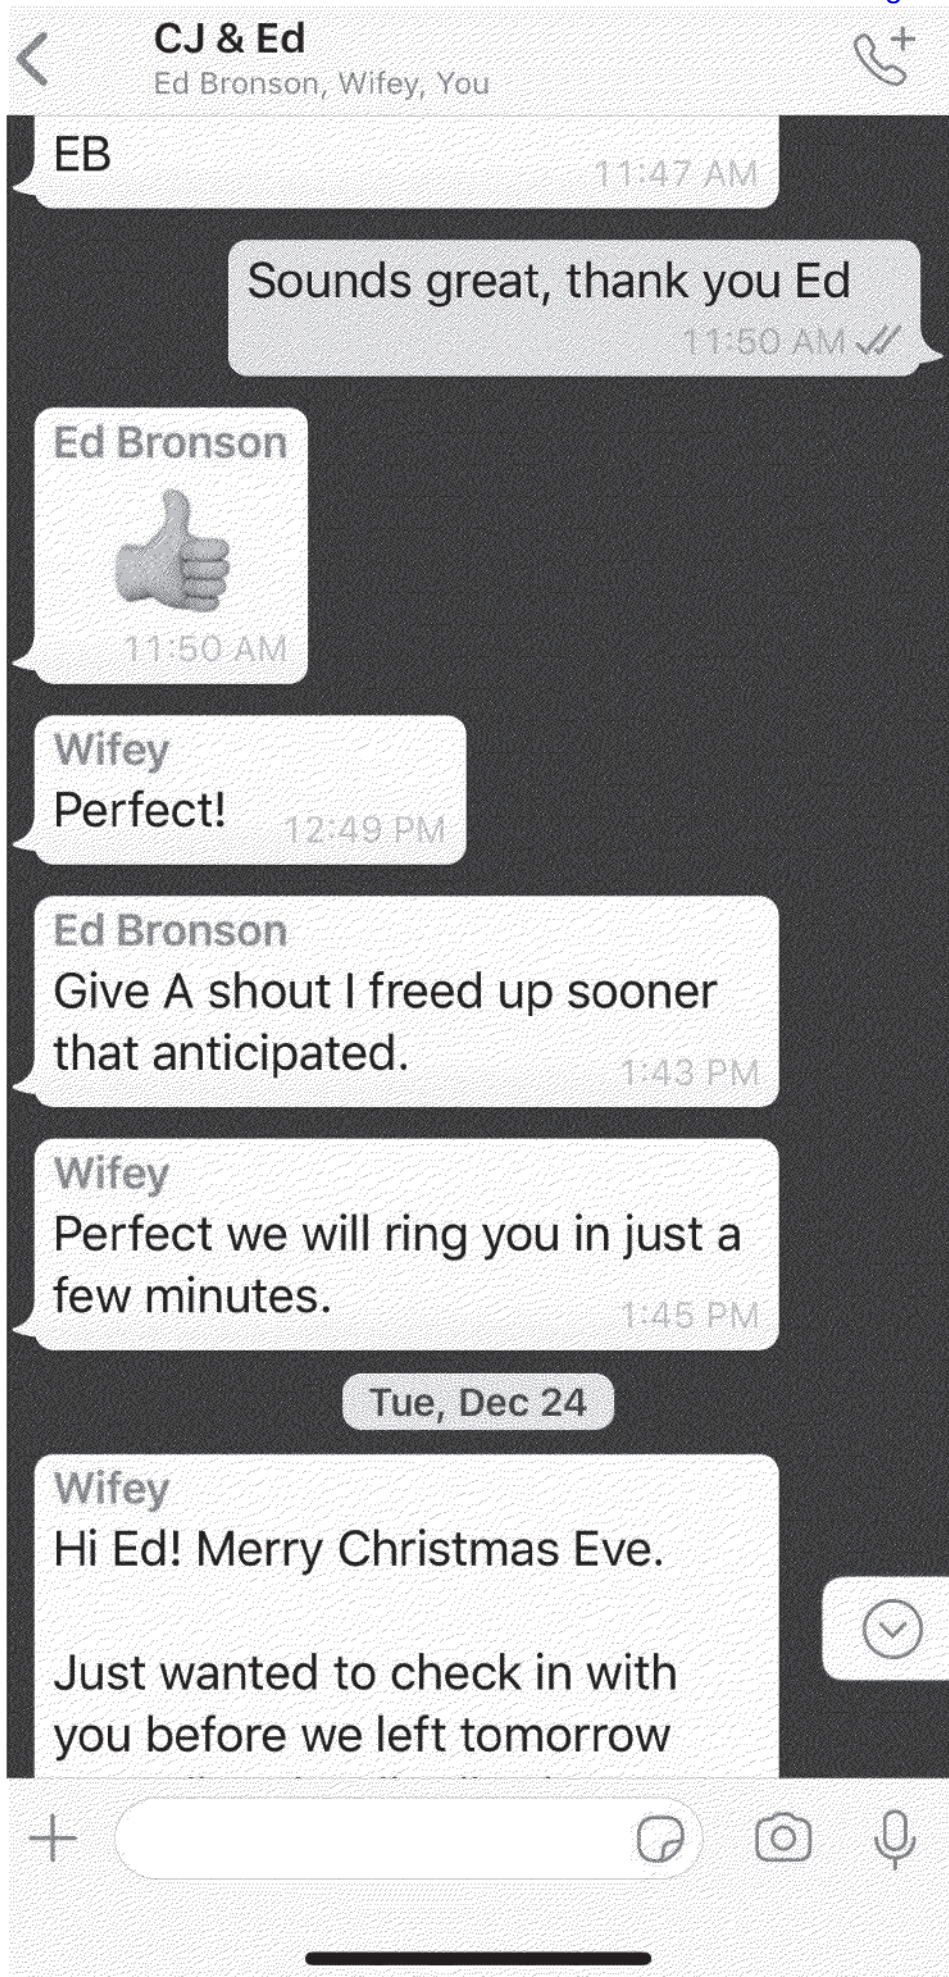 CJ & Ed
Ed Bronson, Wifey, You
EB
11:47 AM
Sounds great, thank you Ed
11:50 AM
Ed Bronson
11:50 AM
Wifey
Perfect!
12:49 PM
Ed Bronson
Give A shout I freed up sooner
that anticipated.
1:43 PM
Wifey
Perfect we will ring you in just a
few minutes.
1:45 PM
Tue, Dec 24
Wifey
Hi Ed! Merry Christmas Eve.
Just wanted to check in with
you before we left tomorrow